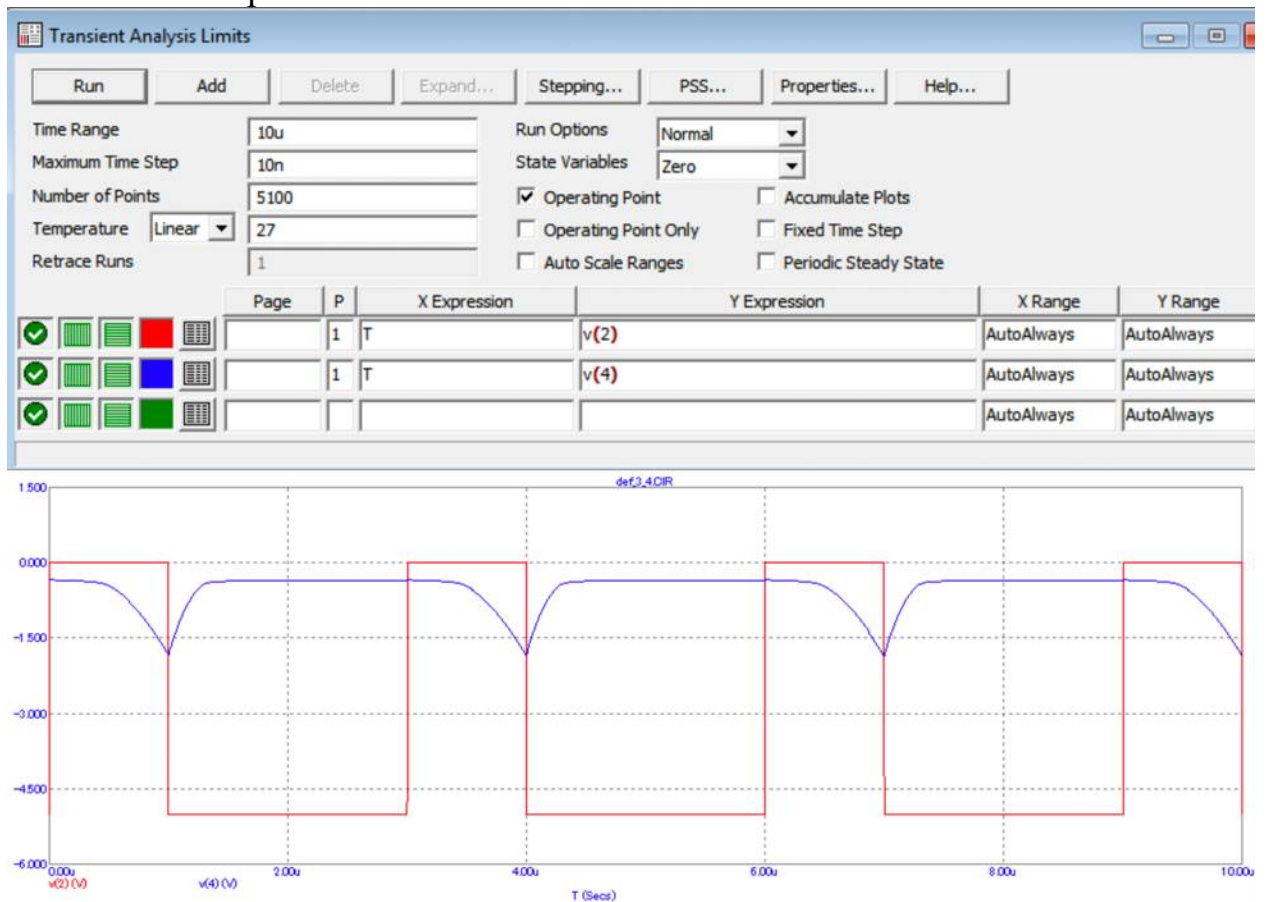 Transient Analysis Limits
Run Add Delete Expand... Stepping... PSS... Properties... Help...
Time Range 10u Run Options Normal
Maximum Time Step 10n State Variables Zero
Number of Points 5100 Operating Point Accumulate Plots
Temperature Linear 27 Operating Point Only Fixed Time Step
Retrace Runs 1 Auto Scale Ranges Periodic Steady State
Page P X Expression Y Expression X Range Y Range
1 T v(2) AutoAlways AutoAlways
1 T v(4) AutoAlways AutoAlways
AutoAlways AutoAlways
def_3_4.CIR
1.500
0.000
-1.500
-3.000
-4.500
-6.000
0.00u 2.00u 4.00u 6.00u 8.00u 10.00u
v(2) (V) v(4) (V)
T (Secs)